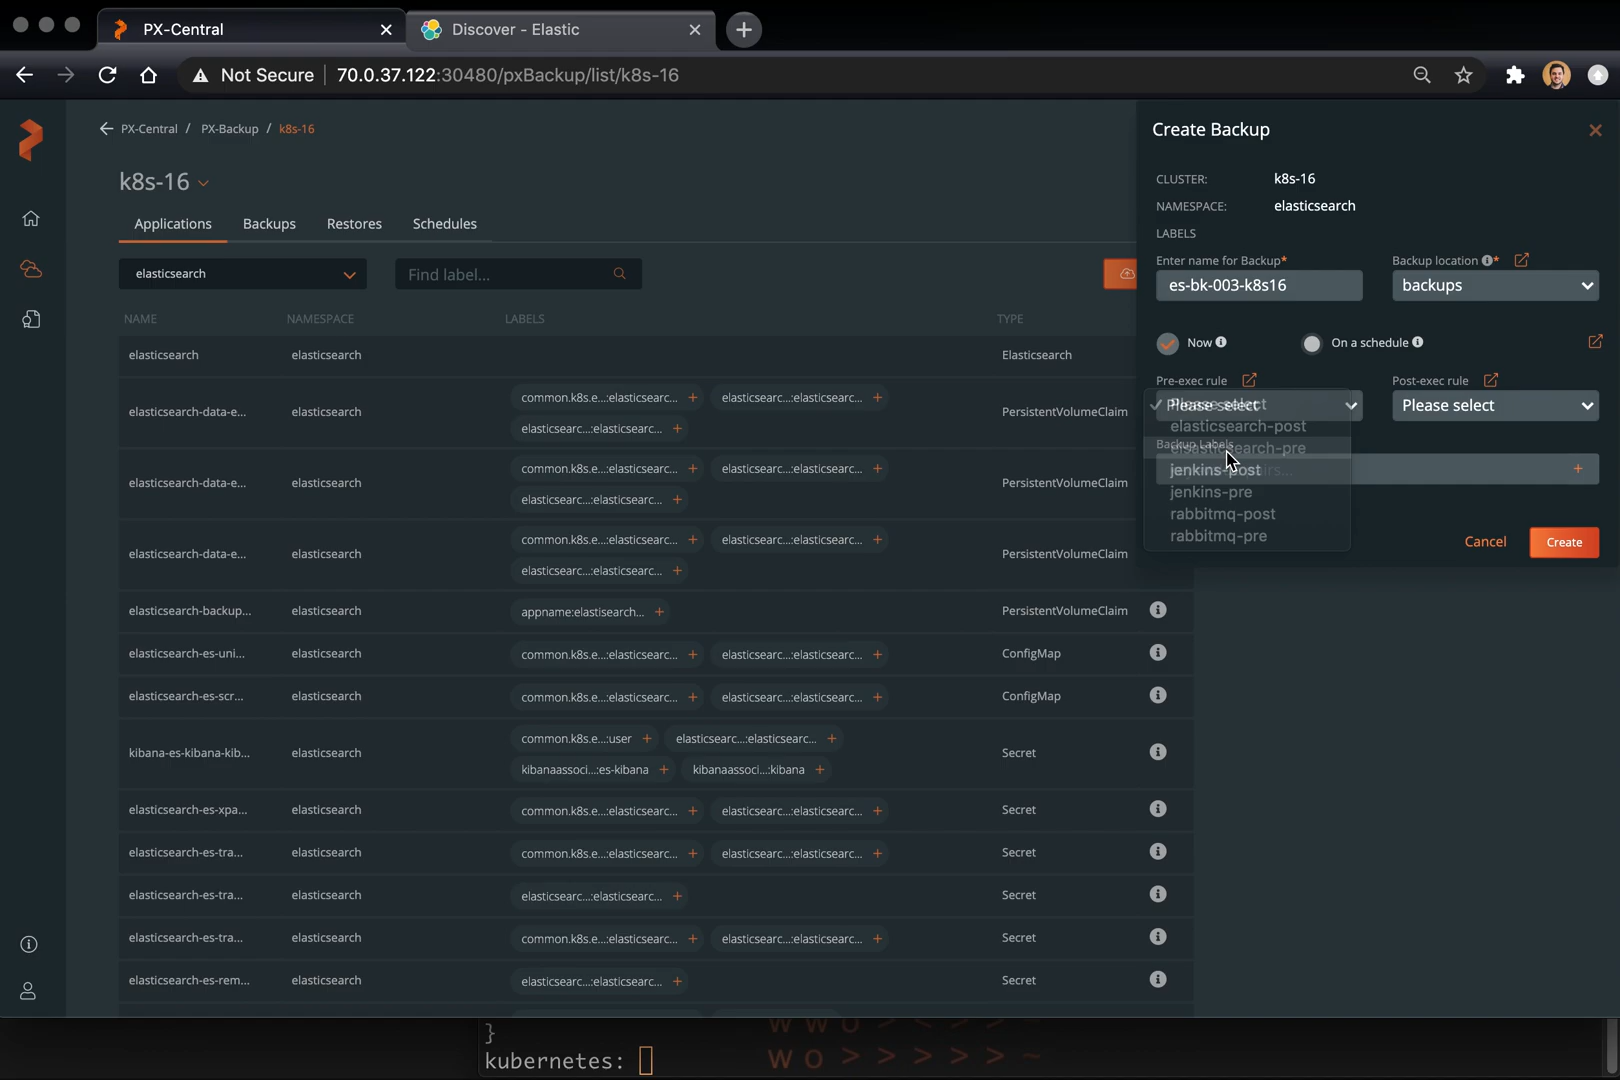 PX-Central
Discover - Elastic
Not Secure
70.0.37.122:30480/pxBackup/list/k8s-16
PX-Central / PX-Backup / k8s-16
k8s-16
Applications Backups Restores Schedules
elasticsearch
Find label...
NAME NAMESPACE LABELS TYPE
elasticsearch elasticsearch Elasticsearch
common.k8s.e...:elasticsearc... + elasticsearc...:elasticsearc... +
elasticsearch-data-e... elasticsearch PersistentVolumeClaim
elasticsearc...:elasticsearc... +
common.k8s.e...:elasticsearc... + elasticsearc...:elasticsearc... +
elasticsearch-data-e... elasticsearch PersistentVolumeClaim
elasticsearc...:elasticsearc... +
common.k8s.e...:elasticsearc... + elasticsearc...:elasticsearc... +
elasticsearch-data-e... elasticsearch PersistentVolumeClaim
elasticsearc...:elasticsearc... +
elasticsearch-backup... elasticsearch appname:elastisearch... + PersistentVolumeClaim
elasticsearch-es-uni... elasticsearch common.k8s.e...:elasticsearc... + elasticsearc...:elasticsearc... + ConfigMap
elasticsearch-es-scr... elasticsearch common.k8s.e...:elasticsearc... + elasticsearc...:elasticsearc... + ConfigMap
common.k8s.e...:user + elasticsearc...:elasticsearc... +
kibana-es-kibana-kib... elasticsearch Secret
kibanaassoci...:es-kibana + kibanaassoci...:kibana +
elasticsearch-es-xpa... elasticsearch common.k8s.e...:elasticsearc... + elasticsearc...:elasticsearc... + Secret
elasticsearch-es-tra... elasticsearch common.k8s.e...:elasticsearc... + elasticsearc...:elasticsearc... + Secret
elasticsearch-es-tra... elasticsearch elasticsearc...:elasticsearc... + Secret
elasticsearch-es-tra... elasticsearch common.k8s.e...:elasticsearc... + elasticsearc...:elasticsearc... + Secret
elasticsearch-es-rem... elasticsearch elasticsearc...:elasticsearc... + Secret
Create Backup
CLUSTER: k8s-16
NAMESPACE: elasticsearch
LABELS
Enter name for Backup* Backup location *
es-bk-003-k8s16 backups
Now On a schedule
Pre-exec rule Post-exec rule
Please select Please select
elasticsearch-post
Backup Labels
elsasticsearch-pre
jenkins-post
jenkins-pre
rabbitmq-post
rabbitmq-pre
Cancel Create
}
W W O > < > > > ~
kubernetes:
W O > > > > > ~